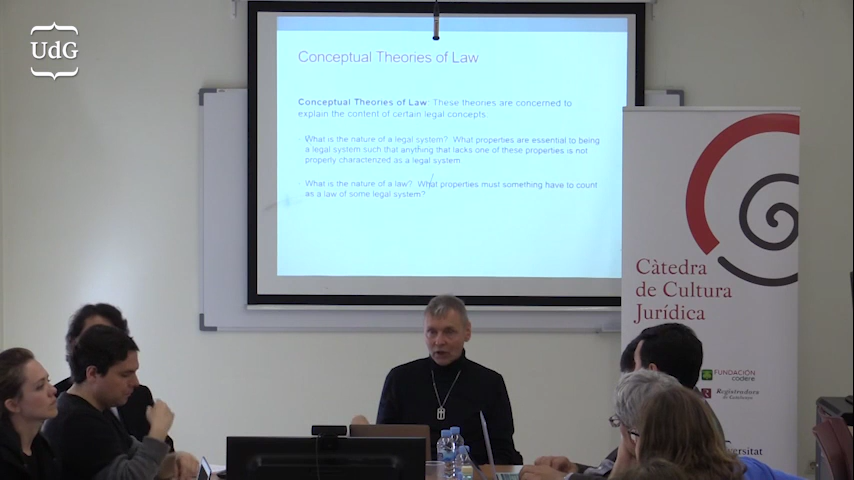 UdG
Conceptual Theories of Law
Conceptual Theories of Law: These theories are concerned to
explain the content of certain legal concepts.
What is the nature of a legal system? What properties are essential to being
a legal system such that anything that lacks one of these properties is not
properly characterized as a legal system.
What is the nature of a law? What properties must something have to count
as a law of some legal system?
Càtedra
de Cultura
Jurídica
FUNDACIÓN
codere
Registradors
de Catalunya